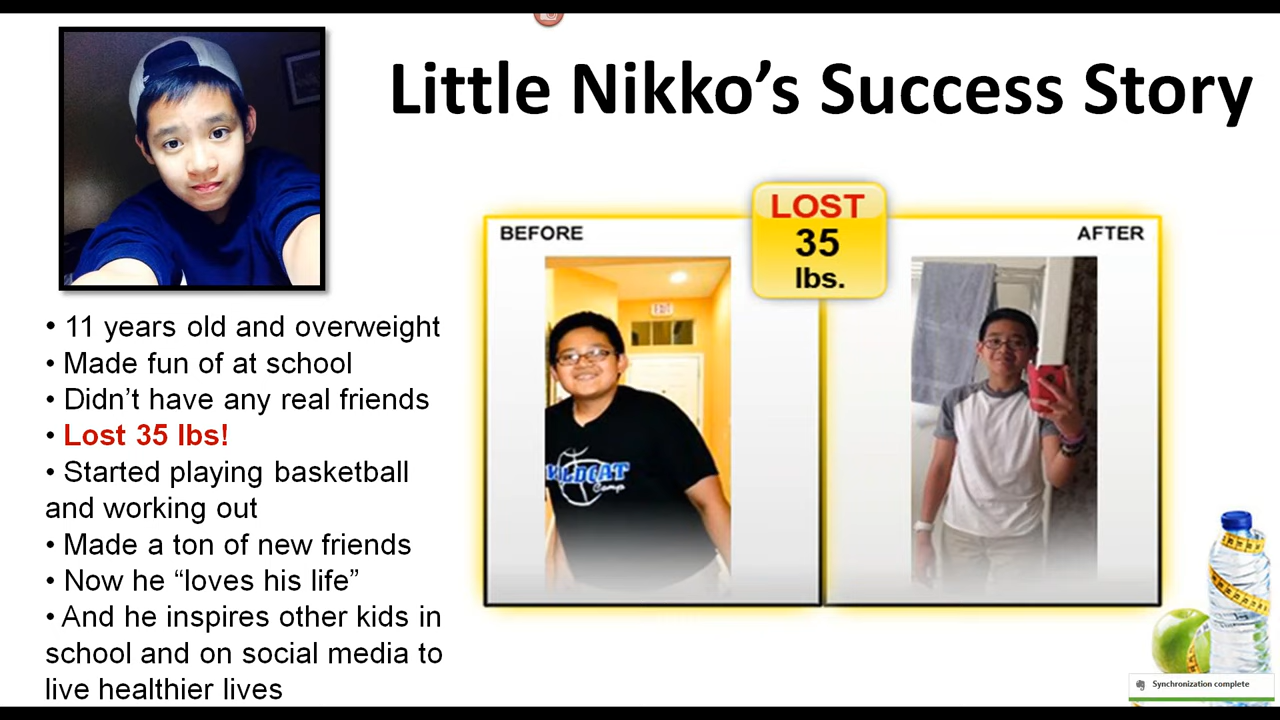 Little Nikko’s Success Story
LOST
35
lbs.
BEFORE
AFTER
EXIT
WILDCAT
Camp
• 11 years old and overweight
• Made fun of at school
• Didn’t have any real friends
• Lost 35 lbs!
• Started playing basketball
and working out
• Made a ton of new friends
• Now he “loves his life”
• And he inspires other kids in
school and on social media to
live healthier lives
Synchronization complete